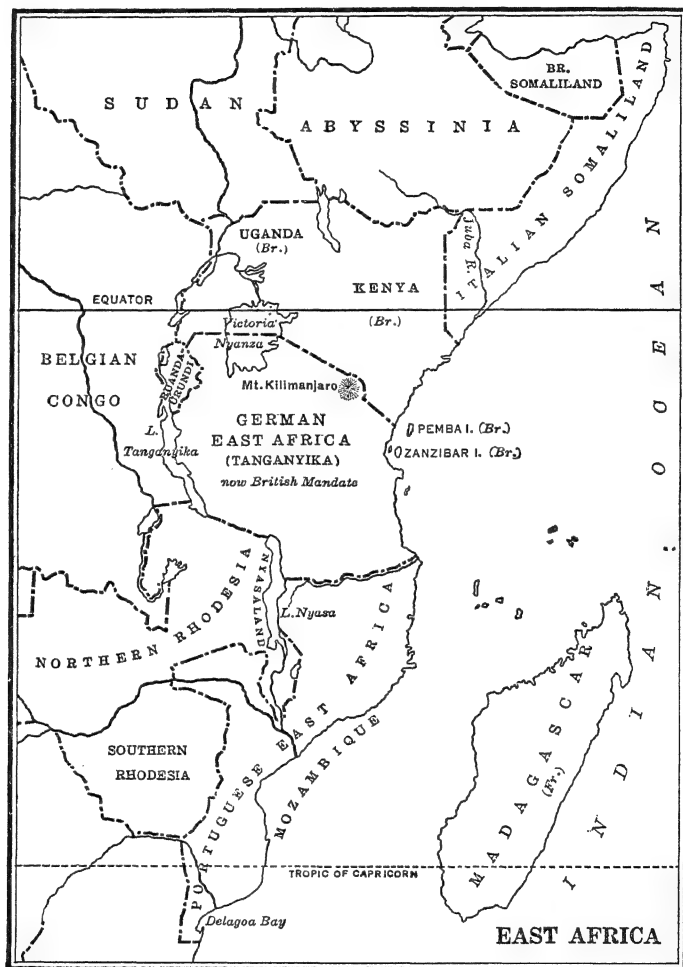 BR.
SOMALILAND
SUDAN
ABYSSINIA
ITALIAN SOMALILAND
UGANDA
(Br.)
Juba R.
KENYA
(Br.)
EQUATOR
Victoria
Nyanza
BELGIAN
CONGO
RUANDA
URUNDI
Mt. Kilimanjaro
GERMAN
EAST AFRICA
(TANGANYIKA)
now British Mandate
L.
Tanganyika
PEMBA I. (Br.)
ZANZIBAR I. (Br.)
NYASALAND
L. Nyasa
NORTHERN RHODESIA
SOUTHERN
RHODESIA
PORTUGUESE EAST AFRICA
MOZAMBIQUE
MADAGASCAR
(Fr.)
INDIAN OCEAN
TROPIC OF CAPRICORN
Delagoa Bay
EAST AFRICA